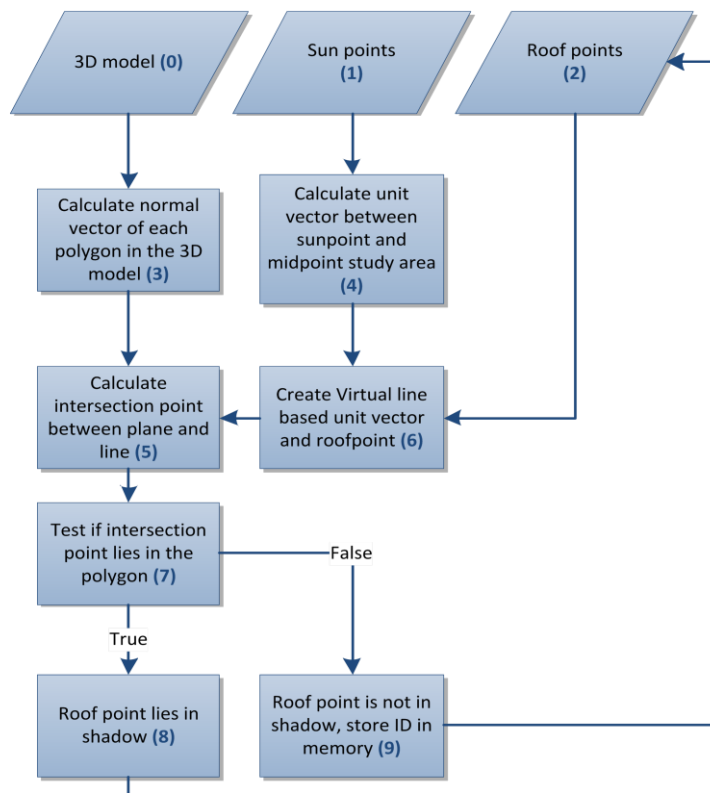 3D model (0)
Sun points
(1)
Roof points
(2)
Calculate normal
vector of each
polygon in the 3D
model (3)
Calculate unit
vector between
sunpoint and
midpoint study area
(4)
Calculate
intersection point
between plane and
line (5)
Create Virtual line
based unit vector
and roofpoint (6)
Test if intersection
point lies in the
polygon (7)
False
True
Roof point lies in
shadow (8)
Roof point is not in
shadow, store ID in
memory (9)